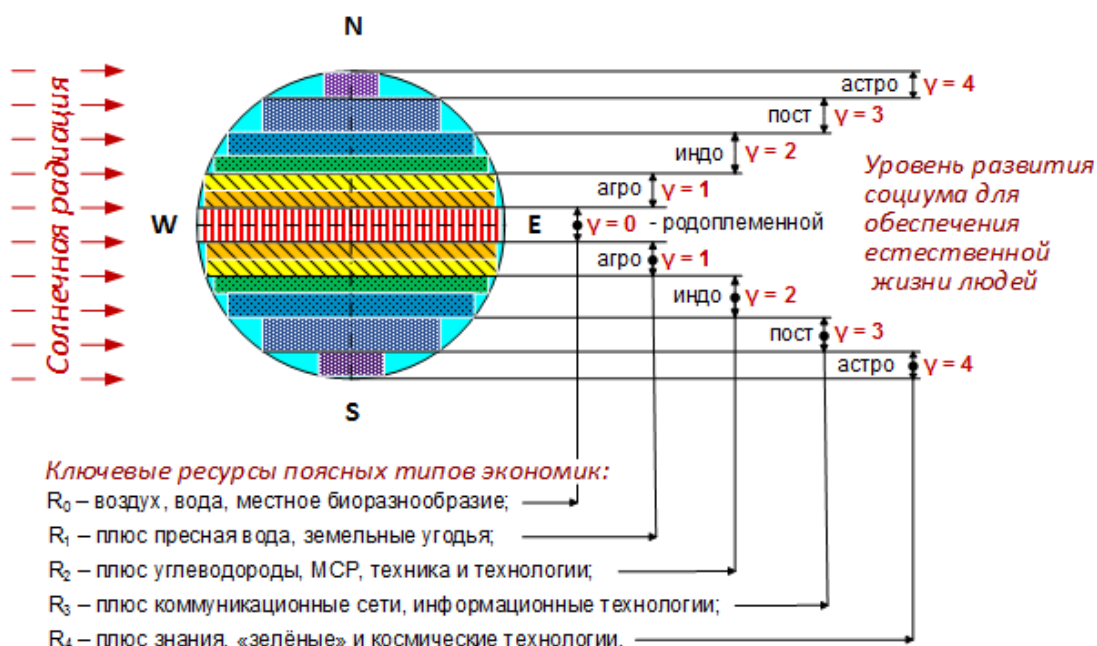 N
Солнечная радиация
W
E
S
астро γ = 4
пост γ = 3
индо γ = 2
агро γ = 1
γ = 0 - родоплеменной
агро γ = 1
индо γ = 2
пост γ = 3
астро γ = 4
Уровень развития
социума для
обеспечения
естественной
жизни людей
Ключевые ресурсы поясных типов экономик:
R₀ – воздух, вода, местное биоразнообразие;
R₁ – плюс пресная вода, земельные угодья;
R₂ – плюс углеводороды, МСР, техника и технологии;
R₃ – плюс коммуникационные сети, информационные технологии;
R₄ – плюс знания, «зелёные» и космические технологии.